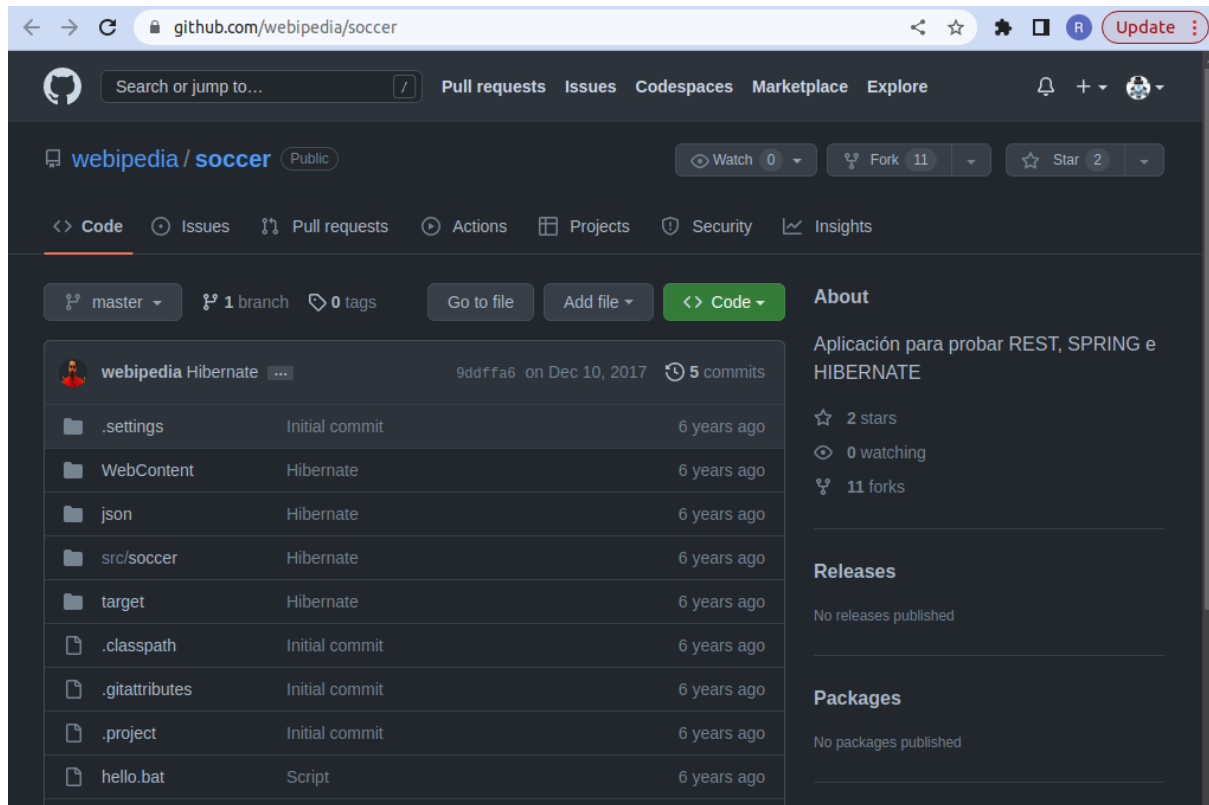 github.com/webipedia/soccer
R
Update
Search or jump to…
/
Pull requests Issues Codespaces Marketplace Explore
webipedia / soccer Public
Watch 0 Fork 11 Star 2
Code Issues Pull requests Actions Projects Security Insights
master 1 branch 0 tags Go to file Add file Code
webipedia Hibernate ... 9ddffa6 on Dec 10, 2017 5 commits
.settings Initial commit 6 years ago
WebContent Hibernate 6 years ago
json Hibernate 6 years ago
src/soccer Hibernate 6 years ago
target Hibernate 6 years ago
.classpath Initial commit 6 years ago
.gitattributes Initial commit 6 years ago
.project Initial commit 6 years ago
hello.bat Script 6 years ago
About
Aplicación para probar REST, SPRING e
HIBERNATE
2 stars
0 watching
11 forks
Releases
No releases published
Packages
No packages published